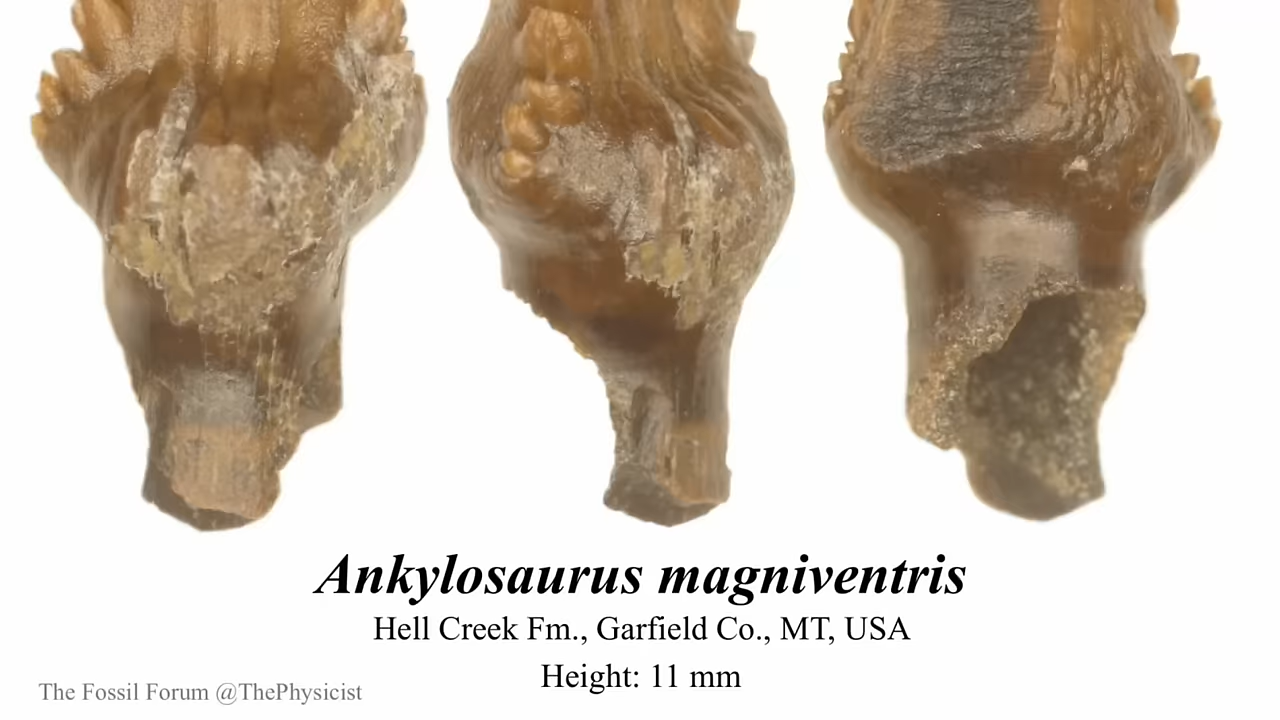 Ankylosaurus magniventris
Hell Creek Fm., Garfield Co., MT, USA
Height: 11 mm
The Fossil Forum @ThePhysicist